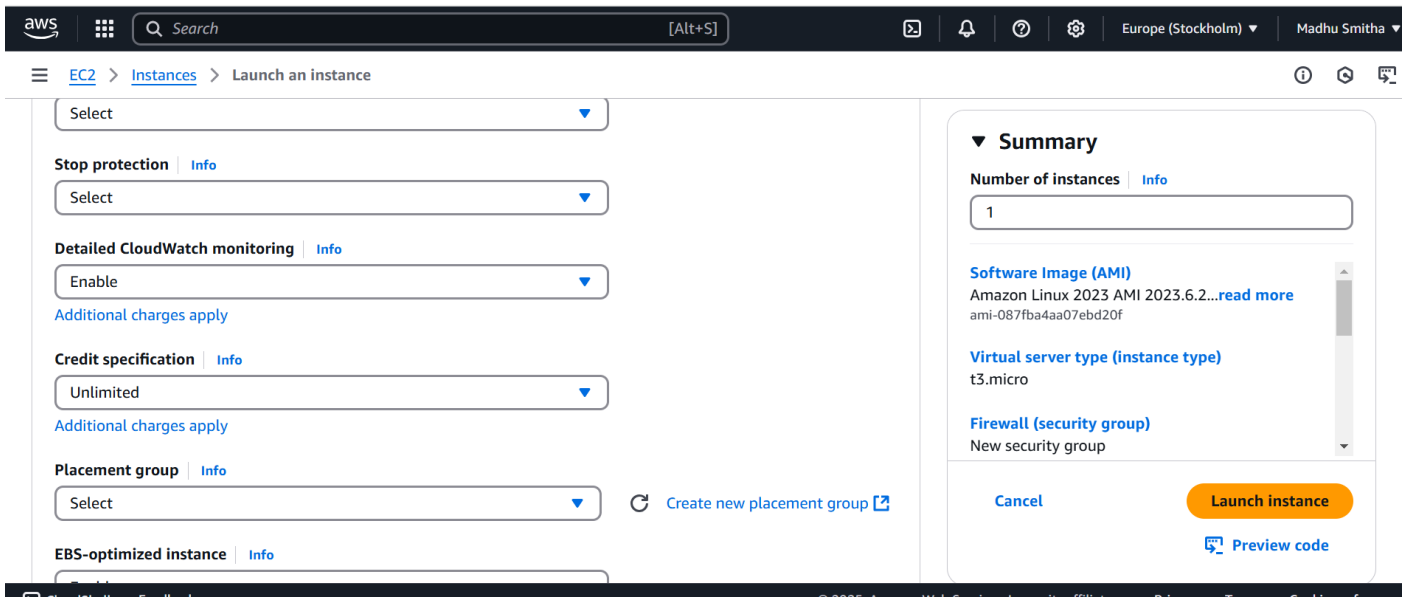 aws
Search [Alt+S]
Europe (Stockholm)
Madhu Smitha
EC2 > Instances > Launch an instance
Select
Stop protection Info
Select
Detailed CloudWatch monitoring Info
Enable
Additional charges apply
Credit specification Info
Unlimited
Additional charges apply
Placement group Info
Select
Create new placement group
EBS-optimized instance Info
Summary
Number of instances Info
1
Software Image (AMI)
Amazon Linux 2023 AMI 2023.6.2...read more
ami-087fba4aa07ebd20f
Virtual server type (instance type)
t3.micro
Firewall (security group)
New security group
Cancel
Launch instance
Preview code